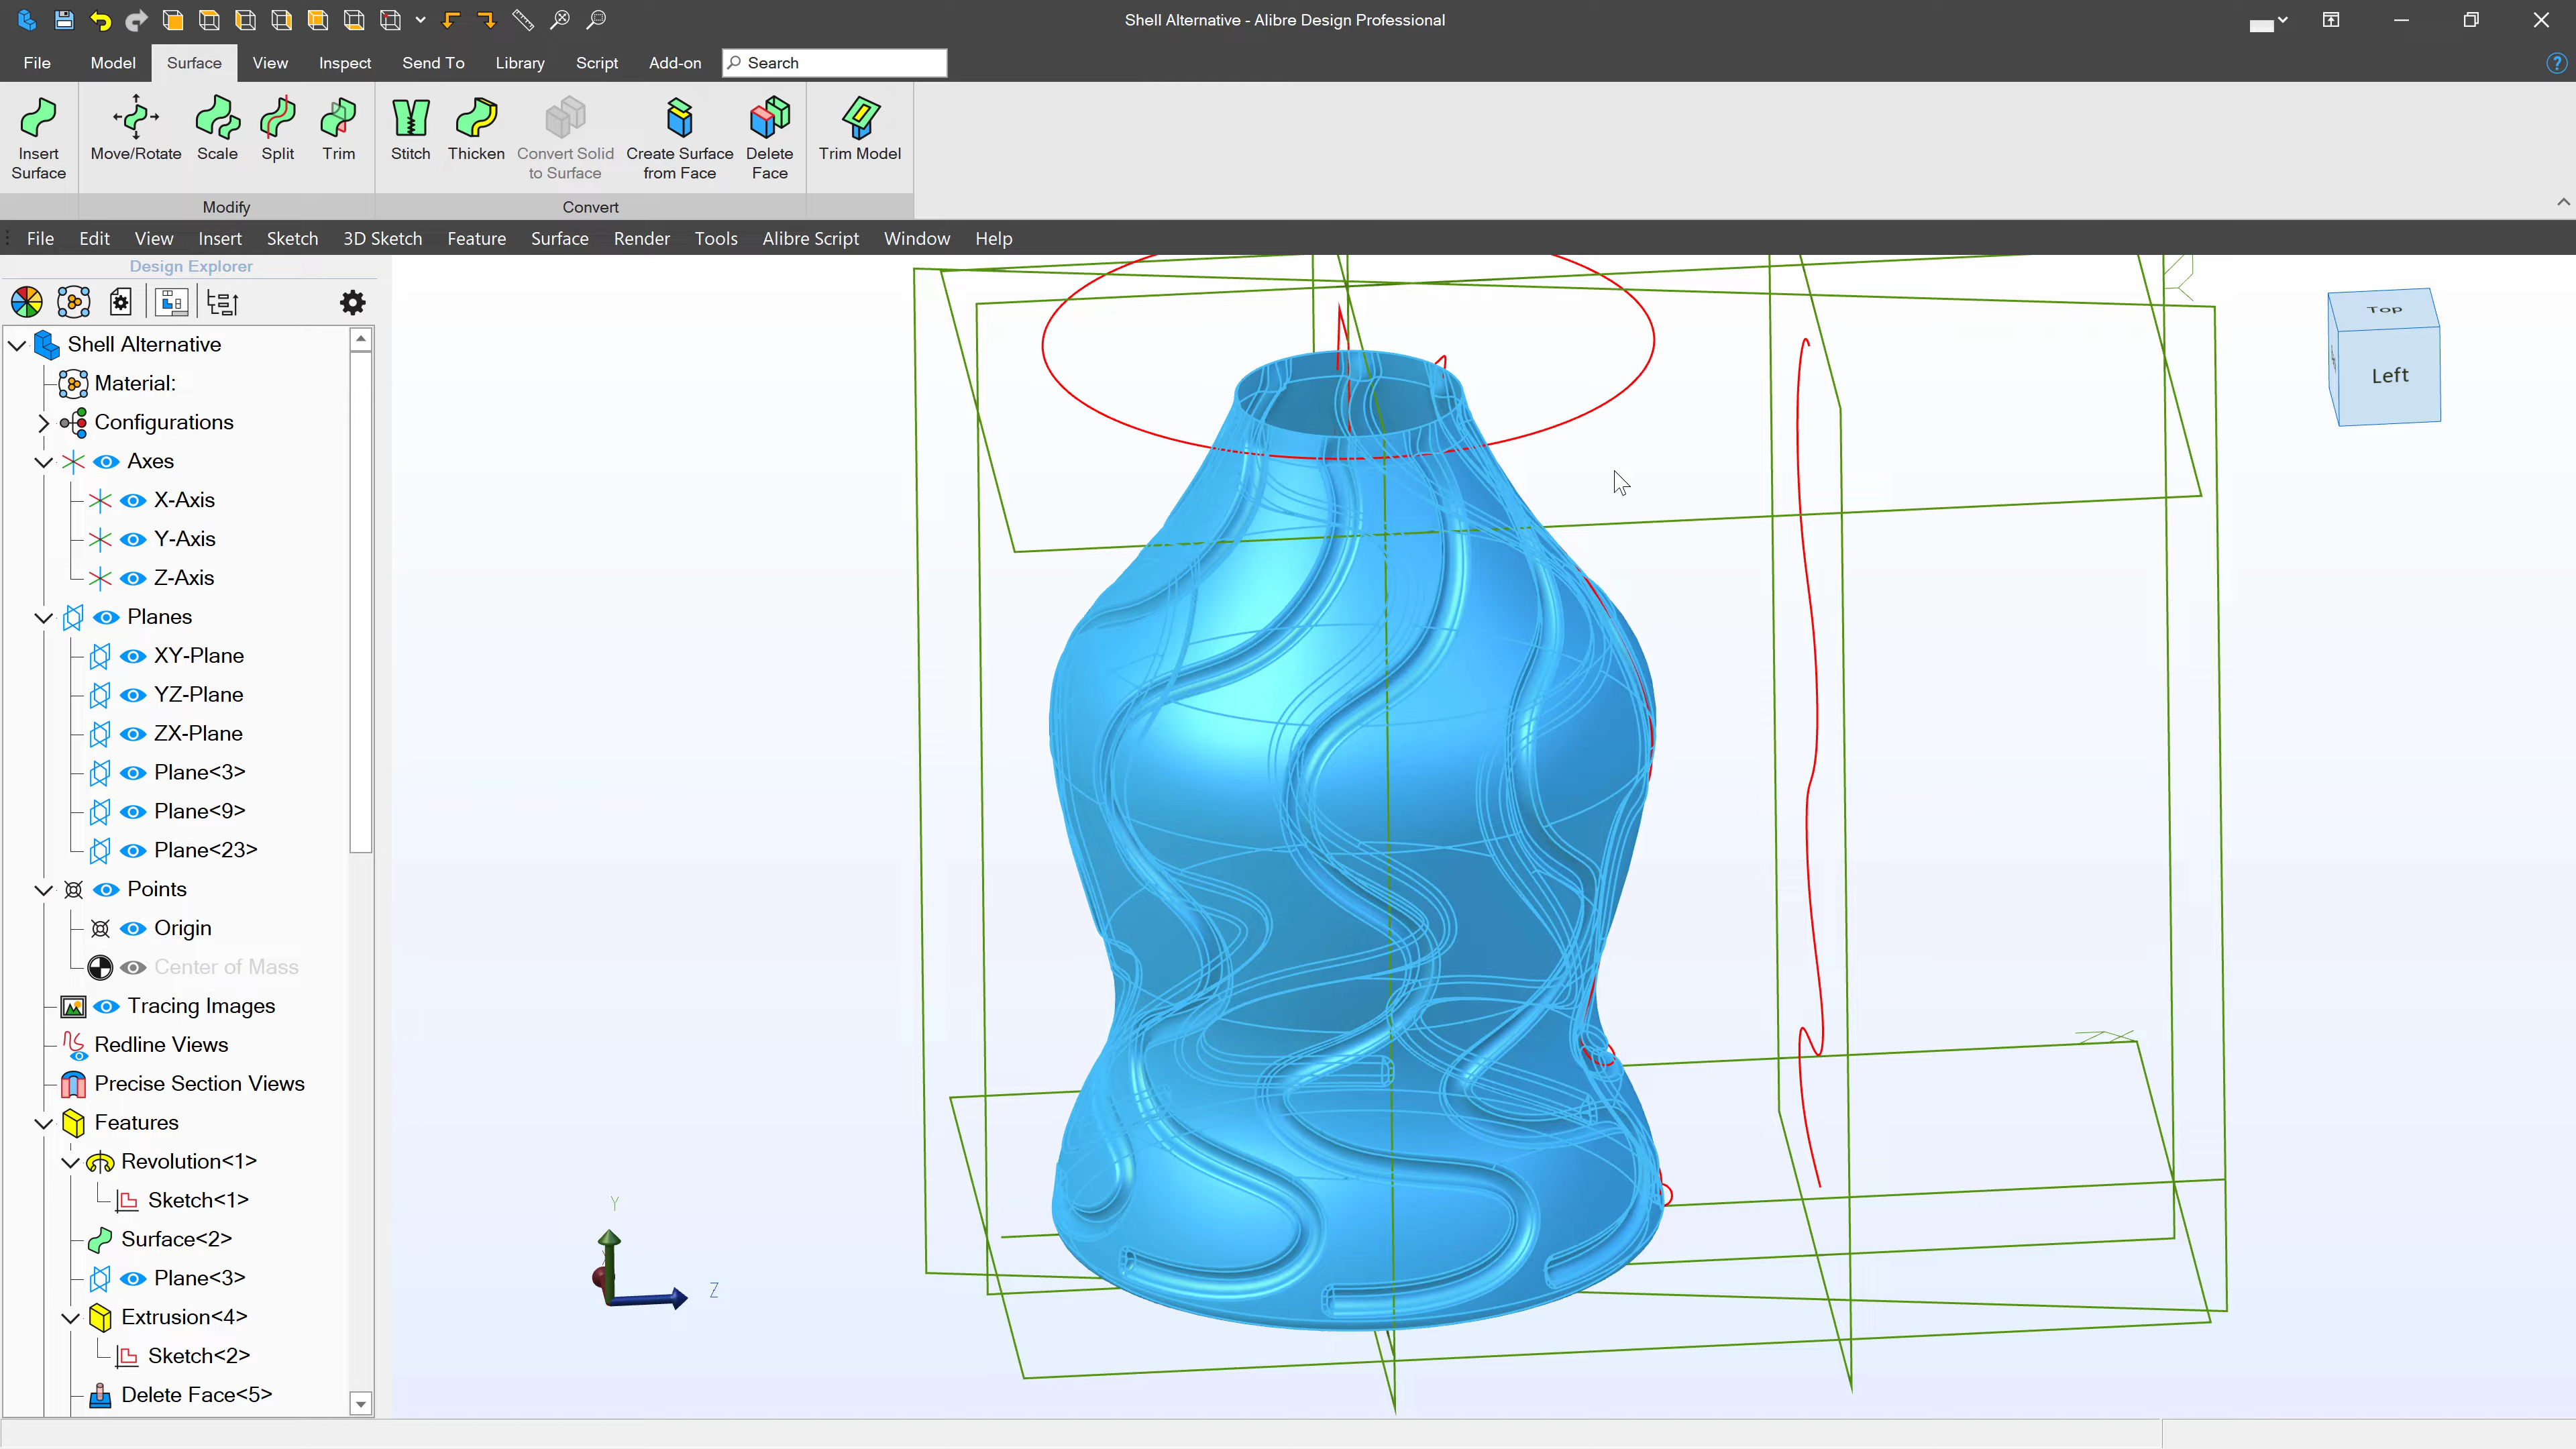 Shell Alternative - Alibre Design Professional
File Model Surface View Inspect Send To Library Script Add-on Search
Insert Surface
Move/Rotate
Scale
Split
Trim
Stitch
Thicken
Convert Solid to Surface
Create Surface from Face
Delete Face
Trim Model
Modify
Convert
File Edit View Insert Sketch 3D Sketch Feature Surface Render Tools Alibre Script Window Help
Design Explorer
Shell Alternative
Material:
Configurations
Axes
X-Axis
Y-Axis
Z-Axis
Planes
XY-Plane
YZ-Plane
ZX-Plane
Plane<3>
Plane<9>
Plane<23>
Points
Origin
Center of Mass
Tracing Images
Redline Views
Precise Section Views
Features
Revolution<1>
Sketch<1>
Surface<2>
Plane<3>
Extrusion<4>
Sketch<2>
Delete Face<5>
Top
Left
Y
Z